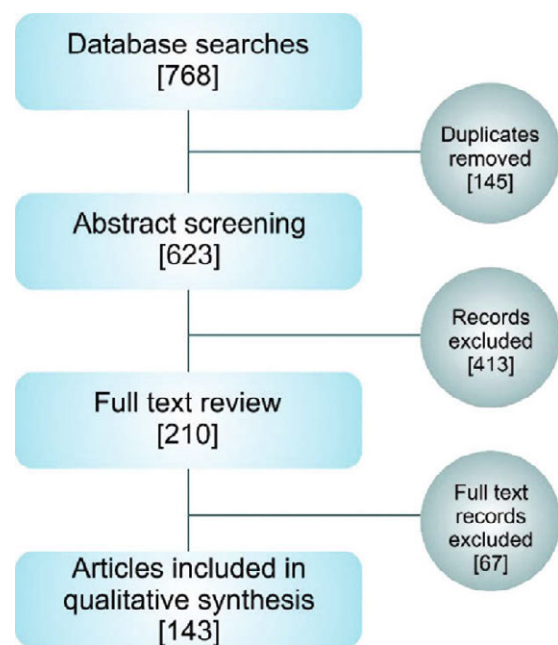 Database searches
[768]
Duplicates
removed
[145]
Abstract screening
[623]
Records
excluded
[413]
Full text review
[210]
Full text
records
excluded
[67]
Articles included in
qualitative synthesis
[143]